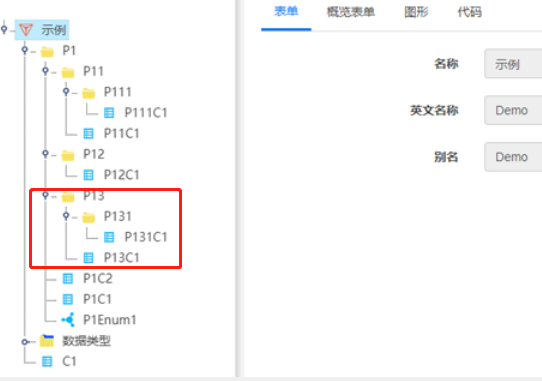 示例
P1
P11
P111
P111C1
P11C1
P12
P12C1
P13
P131
P131C1
P13C1
P1C2
P1C1
P1Enum1
数据类型
C1
表单 概览表单 图形 代码
名称 示例
英文名称 Demo
别名 Demo